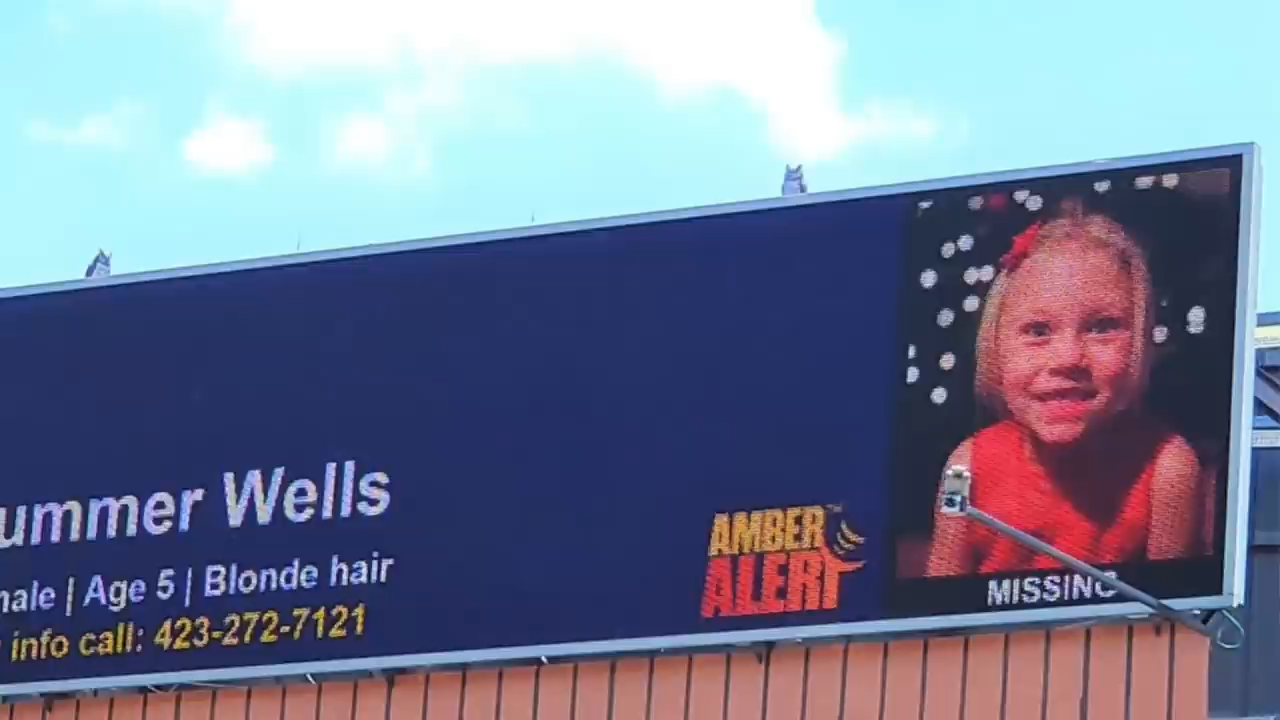 ummer Wells
nale | Age 5 | Blonde hair
info call: 423-272-7121
AMBER
ALERT
MISSING